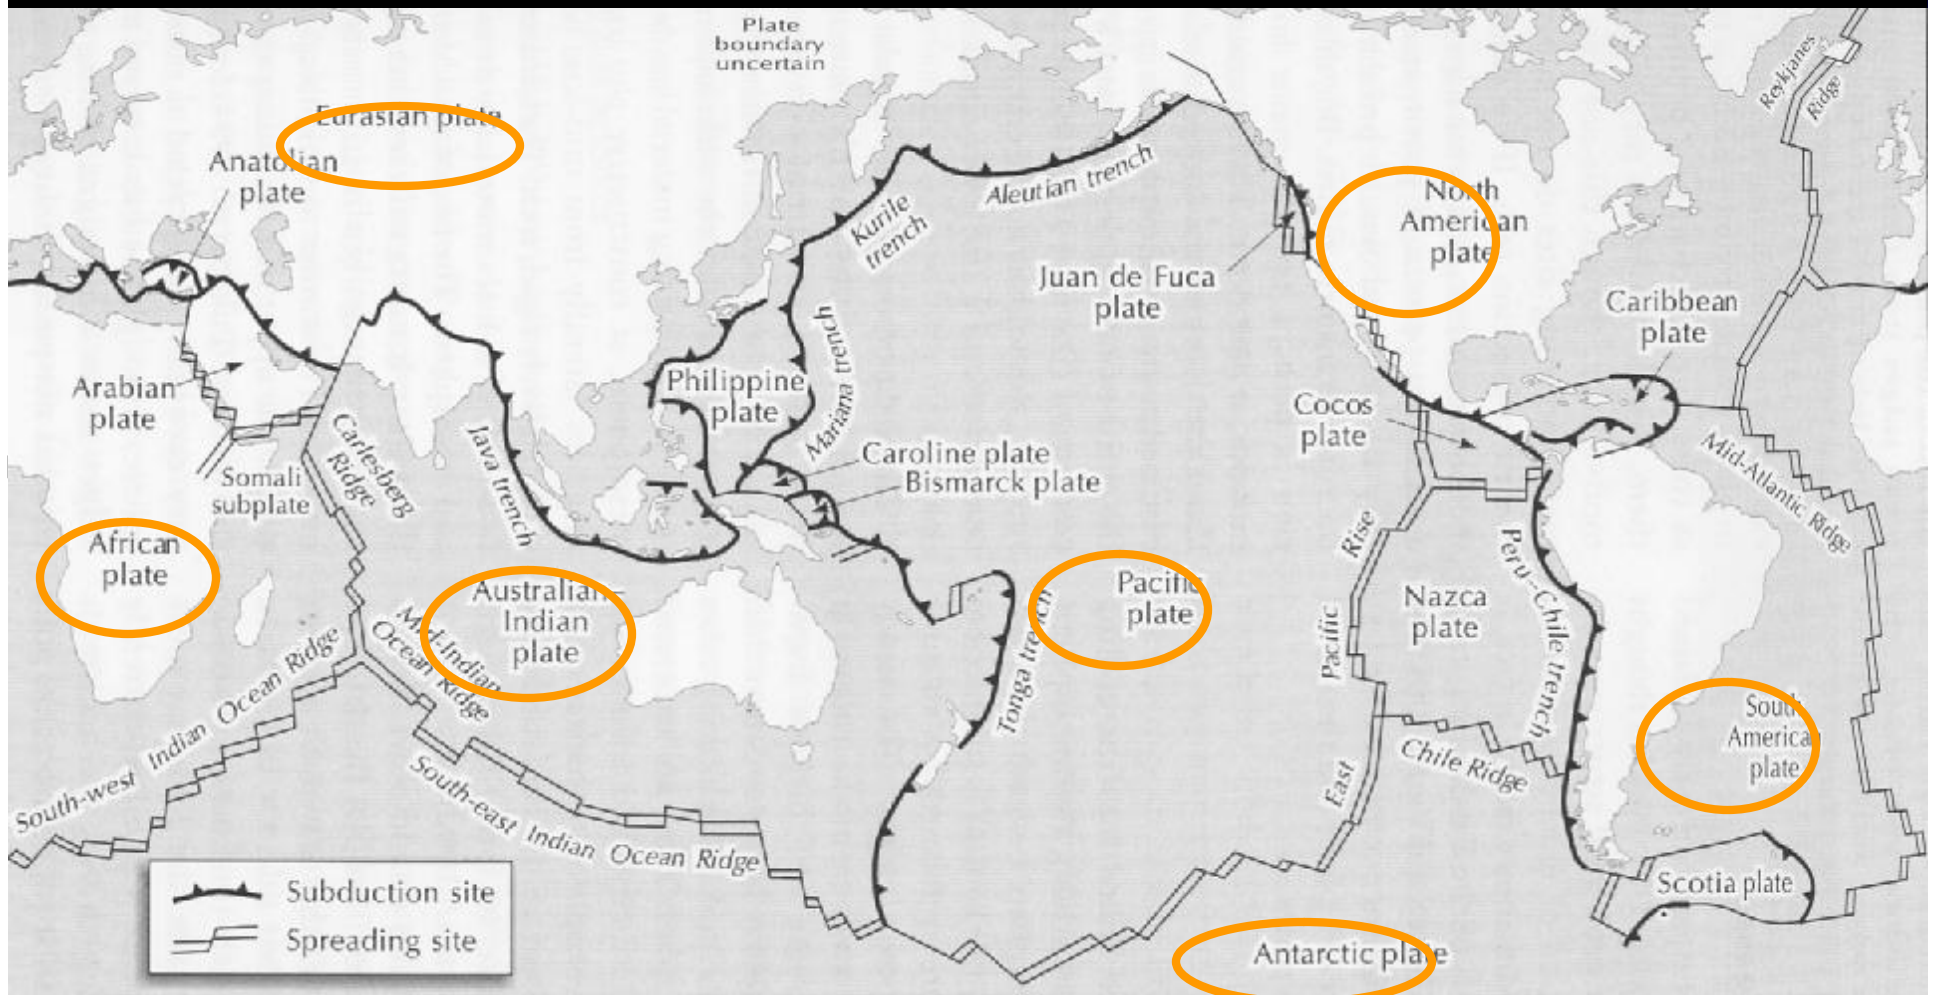 Plate
boundary
uncertain
Reykjanes
Ridge
Eurasian plate
Anatolian
plate
Aleutian trench
Kurile
trench
North
American
plate
Juan de Fuca
plate
Caribbean
plate
Arabian
plate
Philippine
plate
Mariana trench
Cocos
plate
Carlesberg
Ridge
Java trench
Somali
subplate
Caroline plate
Bismarck plate
Mid-Atlantic Ridge
African
plate
Australian-
Indian
plate
Mid-Indian
Ocean Ridge
Pacific
plate
Tonga trench
East
Pacific
Rise
Nazca
plate
Peru-Chile trench
South
American
plate
South-west Indian Ocean Ridge
South-east Indian Ocean Ridge
Chile Ridge
Scotia plate
Antarctic plate
Subduction site
Spreading site